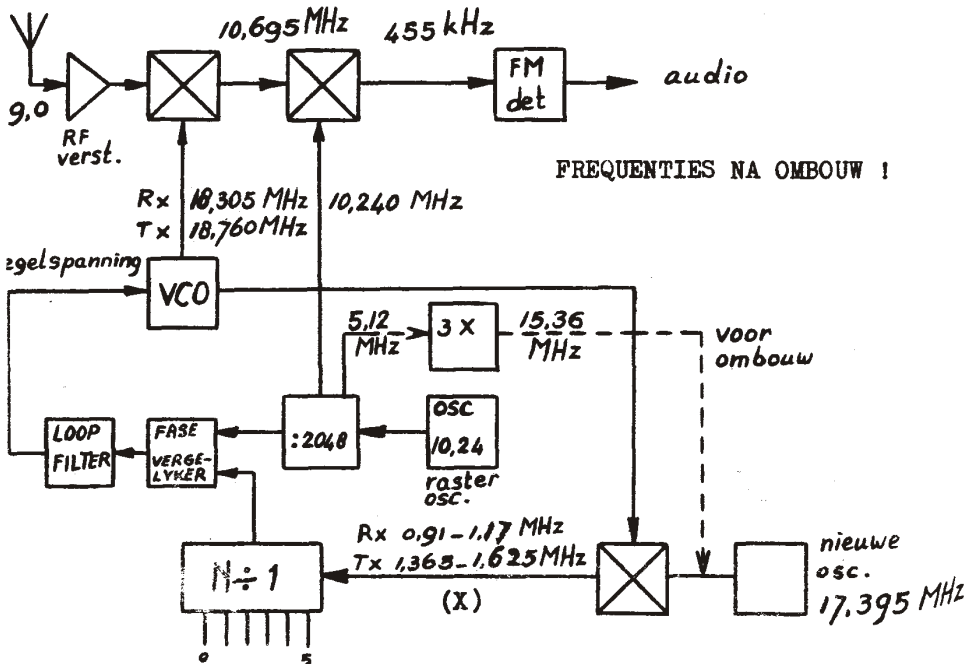 10,695 MHz
455 kHz
FM
det
audio
9,0
RF
verst.
FREQUENTIES NA OMBOUW !
Rx 18,305 MHz
Tx 18,760 MHz
10,240 MHz
egelspanning
VCO
5,12
MHz
3 X
15,36
MHz
voor
ombouw
LOOP
FILTER
FASE
VERGE-
LYKER
:2048
OSC
10,24
raster
osc.
Rx 0,91-1,17 MHz
Tx 1,365-1,625 MHz
(X)
N÷1
nieuwe
osc.
17,395 MHz
0
5